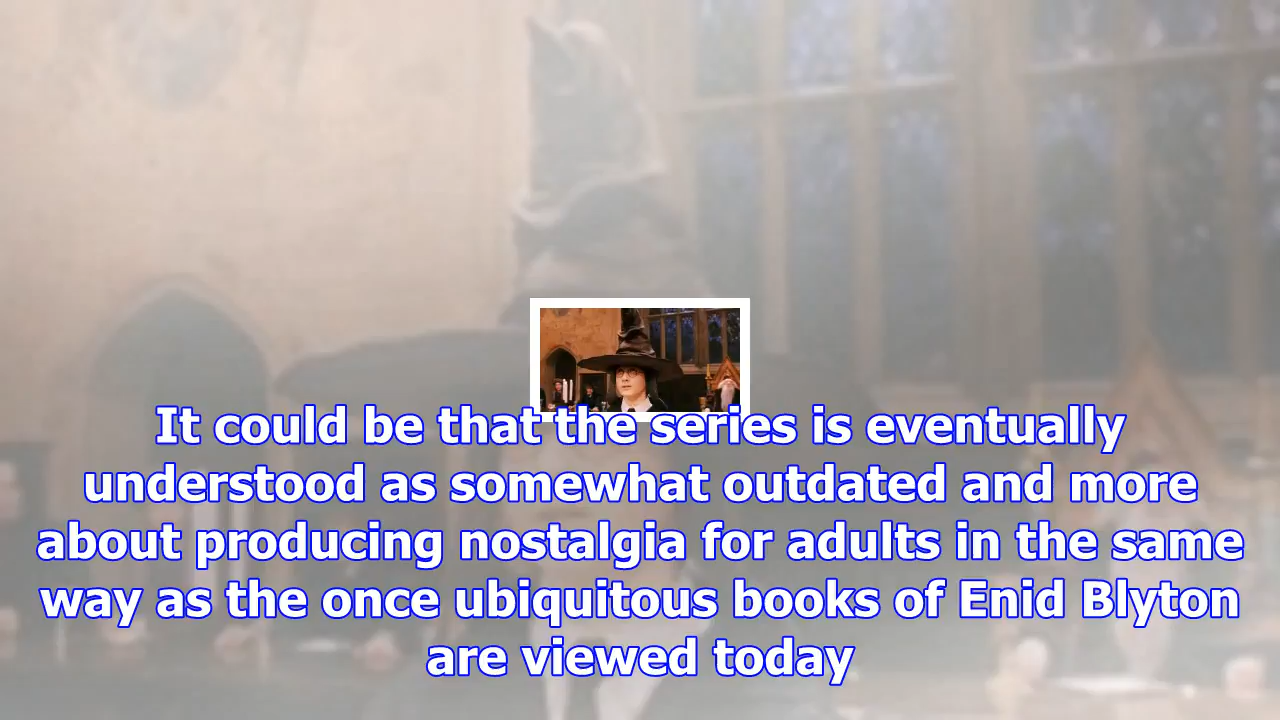 It could be that the series is eventually
understood as somewhat outdated and more
about producing nostalgia for adults in the same
way as the once ubiquitous books of Enid Blyton
are viewed today